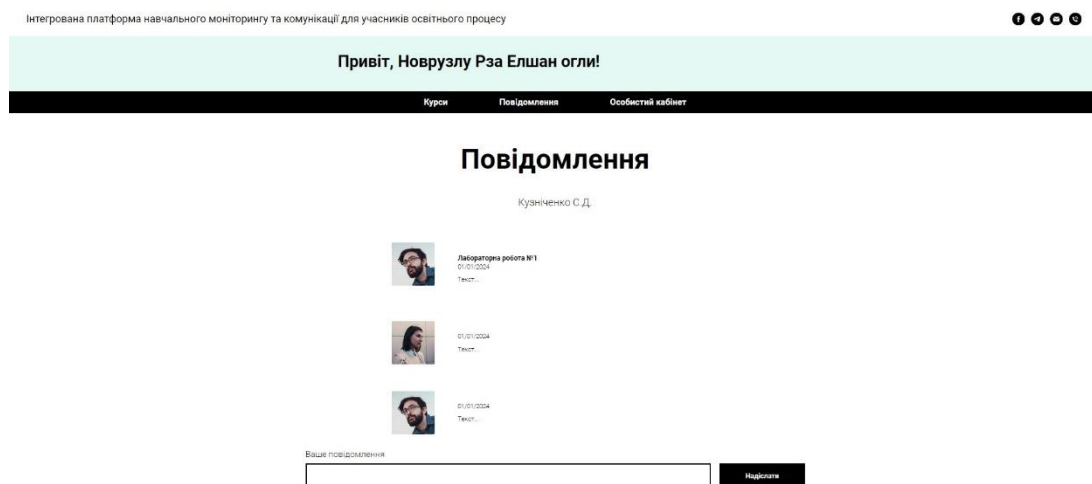 Інтегрована платформа навчального моніторингу та комунікації для учасників освітнього процесу
Привіт, Новрузлу Рза Елшан огли!
Курси Повідомлення Особистий кабінет
Повідомлення
Кузніченко С.Д.
Лабораторна робота №1
01/01/2024
Текст...
01/01/2024
Текст...
01/01/2024
Текст...
Ваше повідомлення
Надіслати